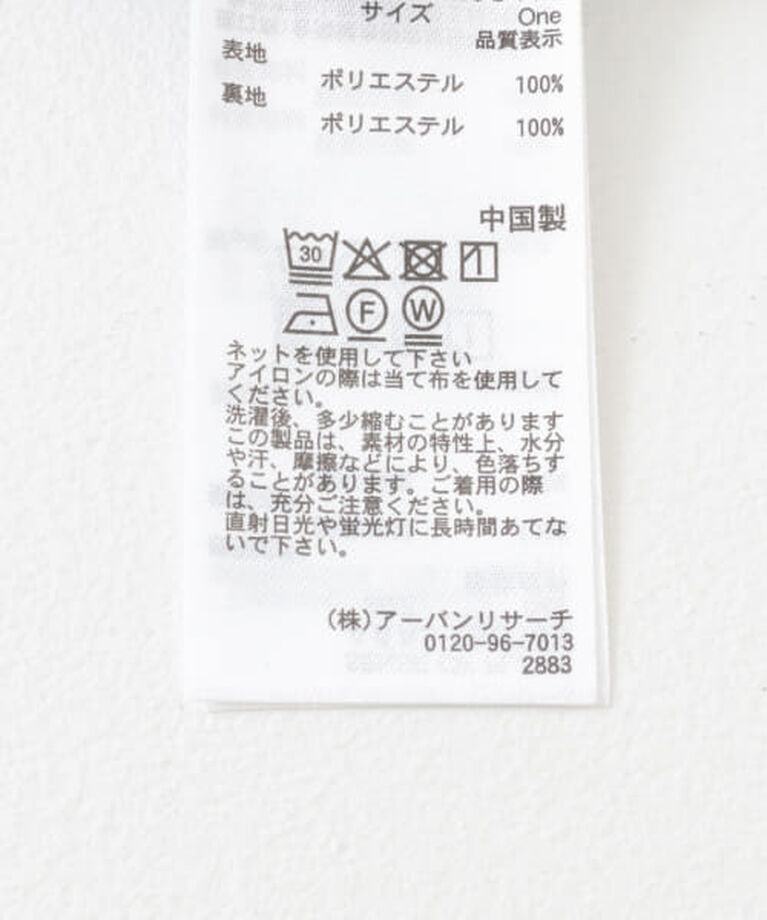 サイズ One
品質表示
表地
ポリエステル 100%
裏地
ポリエステル 100%
中国製
30
F W
ネットを使用して下さい
アイロンの際は当て布を使用して
ください。
洗濯後、多少縮むことがあります
この製品は、素材の特性上、水分
や汗、摩擦などにより、色落ちす
ることがあります。ご着用の際
は、充分ご注意ください。
直射日光や蛍光灯に長時間あてな
いで下さい。
(株)アーバンリサーチ
0120-96-7013
2883